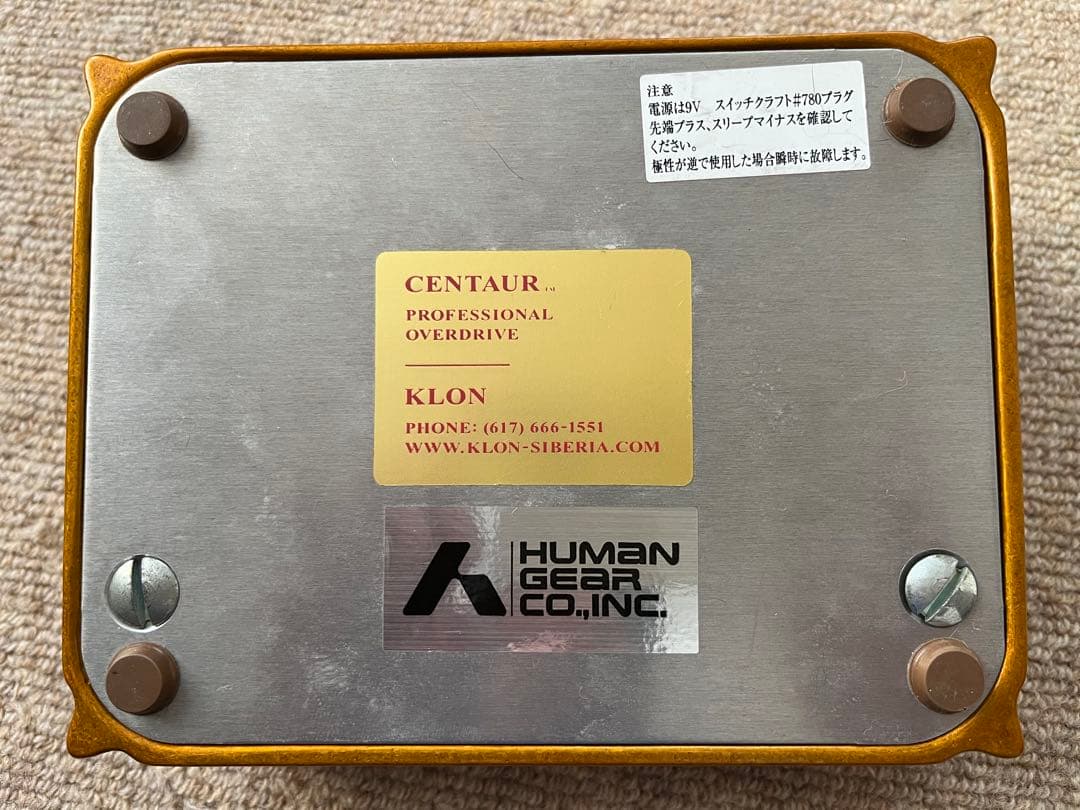 注意
電源は9V スイッチクラフト#780プラグ
先端プラス、スリーブマイナスを確認して
ください。
極性が逆で使用した場合瞬時に故障します。
CENTAUR TM
PROFESSIONAL
OVERDRIVE
KLON
PHONE: (617) 666-1551
WWW.KLON-SIBERIA.COM
HUMAN
GEAR
CO.,INC.